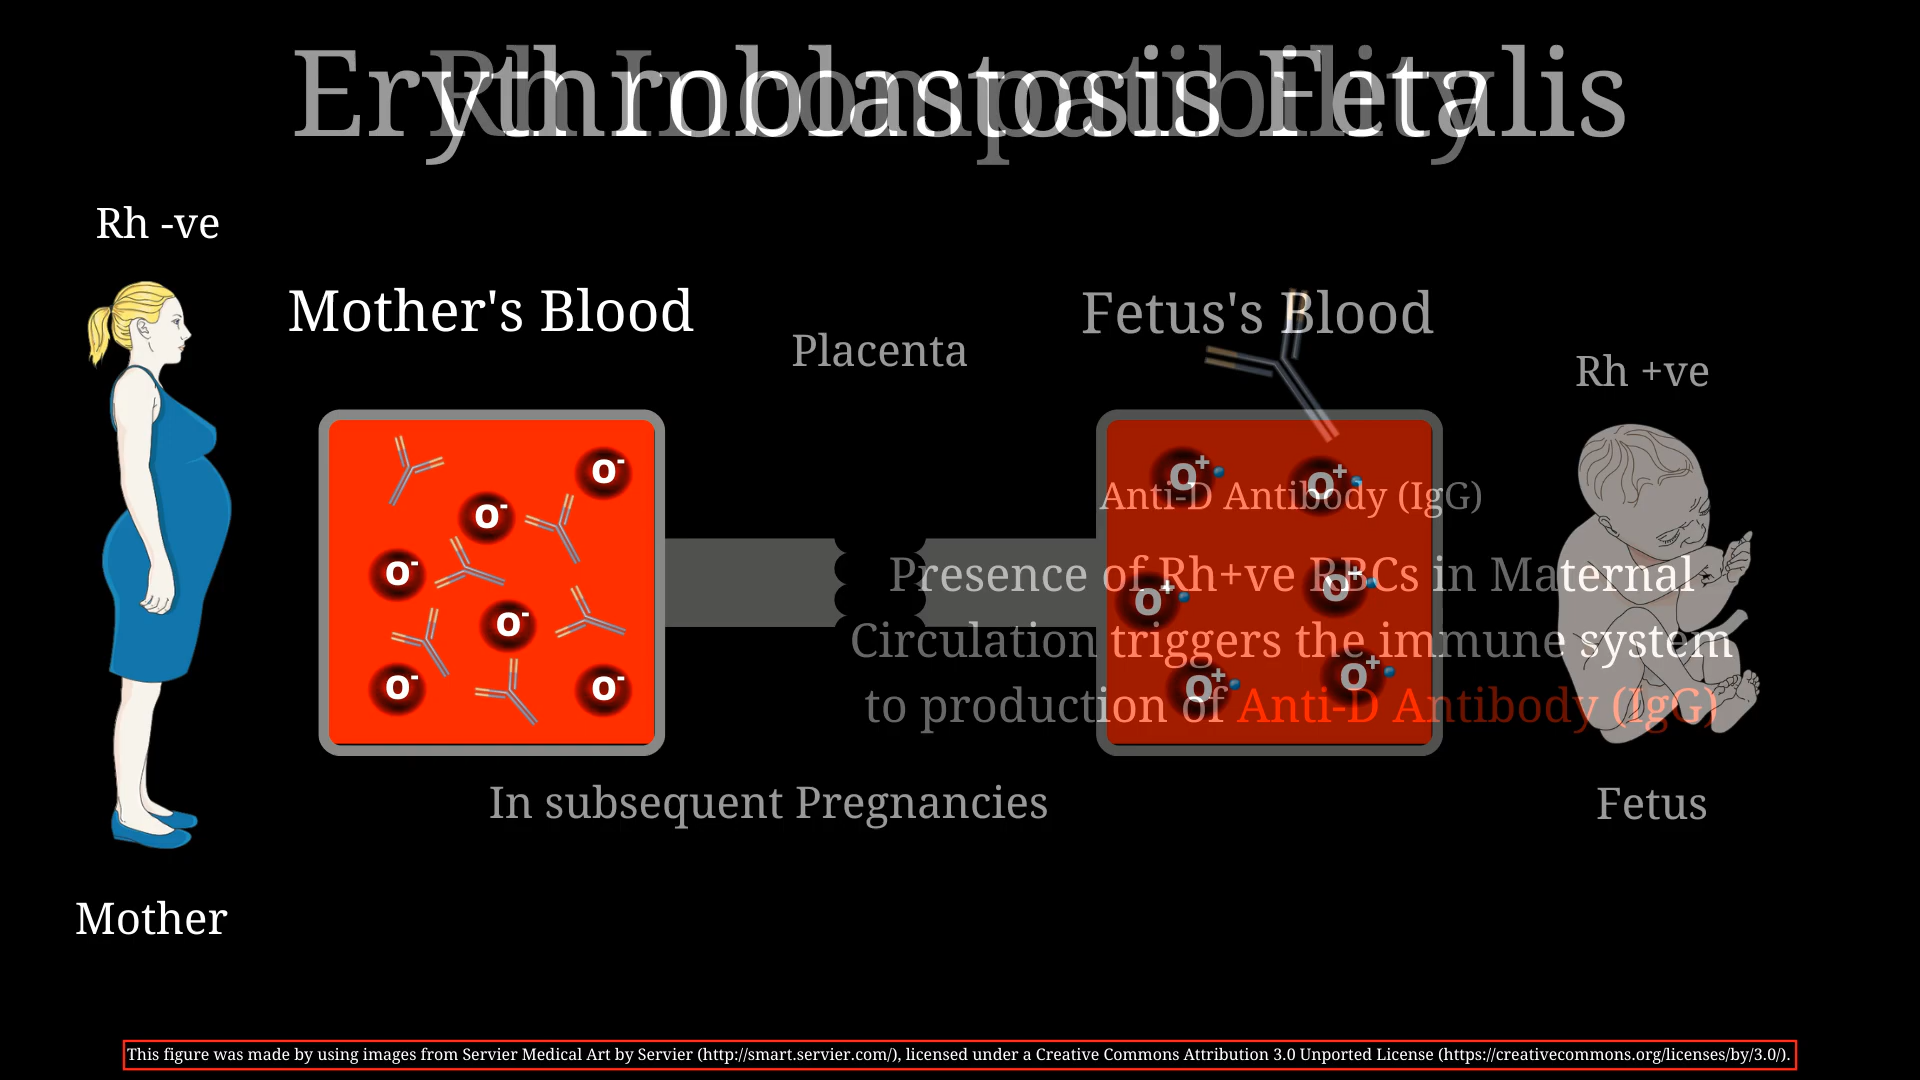 Erythroblastosis Fetalis
Rh Incompatibility
Rh -ve
Mother's Blood
Fetus's Blood
Placenta
Rh +ve
O-
O-
O-
O-
O-
O-
O+
O+
O+
O+
O+
O+
Anti-D Antibody (IgG)
Presence of Rh+ve RBCs in Maternal
Circulation triggers the immune system
to production of Anti-D Antibody (IgG)
In subsequent Pregnancies
Fetus
Mother
This figure was made by using images from Servier Medical Art by Servier (http://smart.servier.com/), licensed under a Creative Commons Attribution 3.0 Unported License (https://creativecommons.org/licenses/by/3.0/).